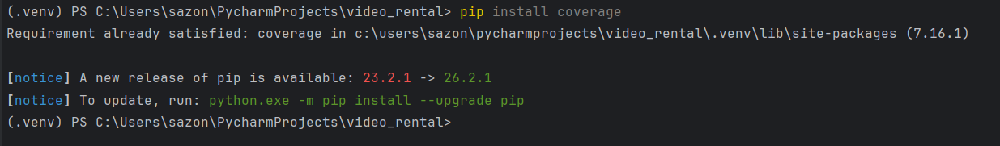 (.venv) PS C:\Users\sazon\PycharmProjects\video_rental> pip install coverage
Requirement already satisfied: coverage in c:\users\sazon\pycharmprojects\video_rental\.venv\lib\site-packages (7.16.1)
[notice] A new release of pip is available: 23.2.1 -> 26.2.1
[notice] To update, run: python.exe -m pip install --upgrade pip
(.venv) PS C:\Users\sazon\PycharmProjects\video_rental>